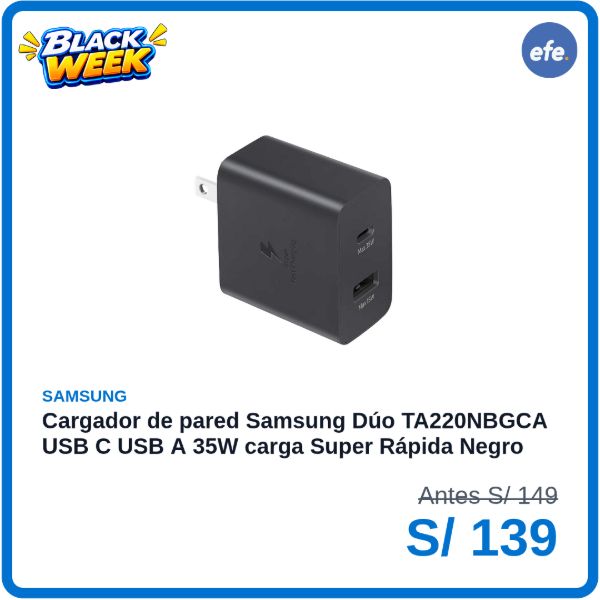 BLACK
WEEK
efe.
SAMSUNG
Cargador de pared Samsung Dúo TA220NBGCA
USB C USB A 35W carga Super Rápida Negro
Antes S/ 149
S/ 139